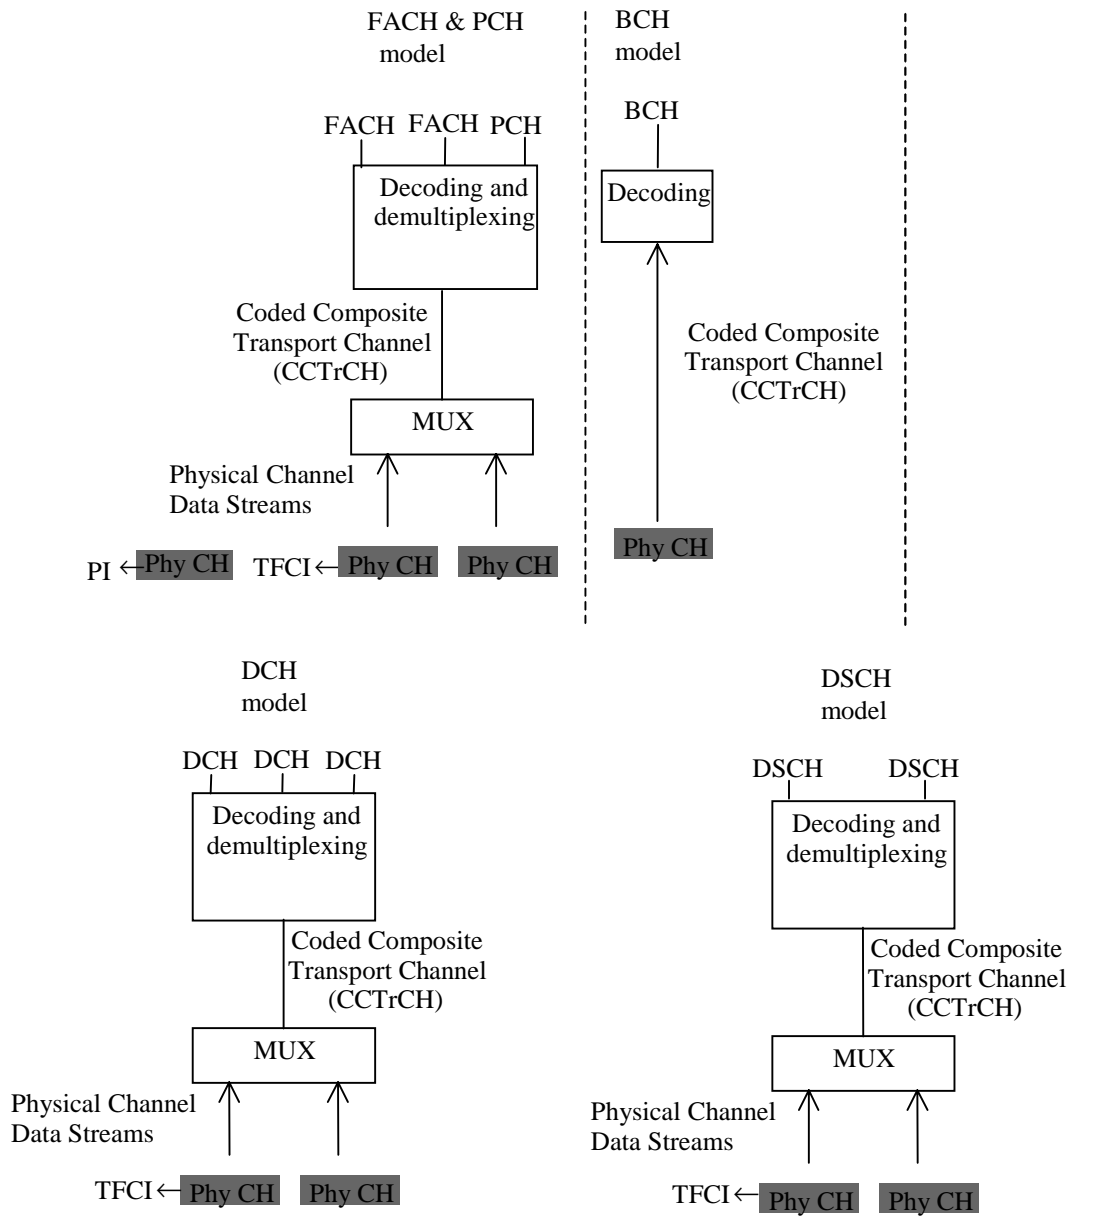 FACH & PCH
model
FACH FACH PCH
Decoding and
demultiplexing
Coded Composite
Transport Channel
(CCTrCH)
MUX
Physical Channel
Data Streams
PI
Phy CH
TFCI
Phy CH
Phy CH
BCH
model
BCH
Decoding
Coded Composite
Transport Channel
(CCTrCH)
Phy CH
DCH
model
DCH DCH DCH
Decoding and
demultiplexing
Coded Composite
Transport Channel
(CCTrCH)
MUX
Physical Channel
Data Streams
TFCI
Phy CH
Phy CH
DSCH
model
DSCH DSCH
Decoding and
demultiplexing
Coded Composite
Transport Channel
(CCTrCH)
MUX
Physical Channel
Data Streams
TFCI
Phy CH
Phy CH